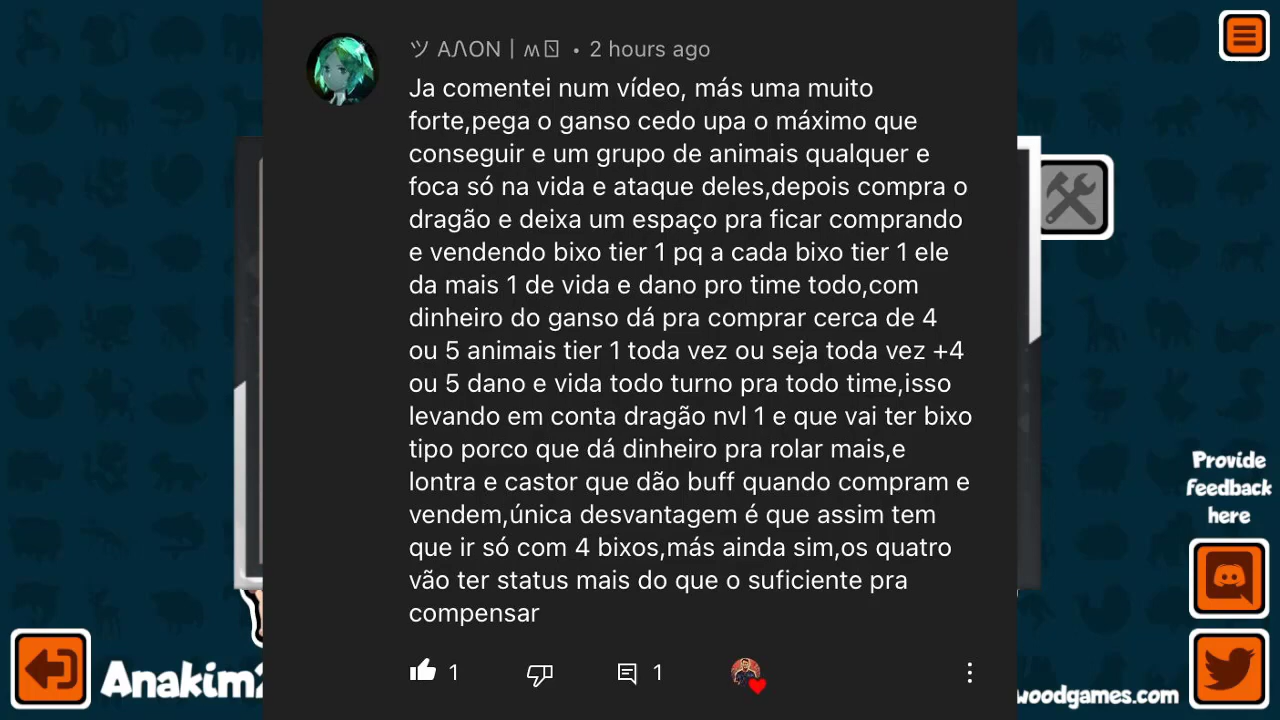 ツ AΛON | ʍ • 2 hours ago
Ja comentei num vídeo, más uma muito
forte,pega o ganso cedo upa o máximo que
conseguir e um grupo de animais qualquer e
foca só na vida e ataque deles,depois compra o
dragão e deixa um espaço pra ficar comprando
e vendendo bixo tier 1 pq a cada bixo tier 1 ele
da mais 1 de vida e dano pro time todo,com
dinheiro do ganso dá pra comprar cerca de 4
ou 5 animais tier 1 toda vez ou seja toda vez +4
ou 5 dano e vida todo turno pra todo time,isso
levando em conta dragão nvl 1 e que vai ter bixo
tipo porco que dá dinheiro pra rolar mais,e
lontra e castor que dão buff quando compram e
vendem,única desvantagem é que assim tem
que ir só com 4 bixos,más ainda sim,os quatro
vão ter status mais do que o suficiente pra
compensar
1 1
Provide
feedback
here
Anakim
woodgames.com